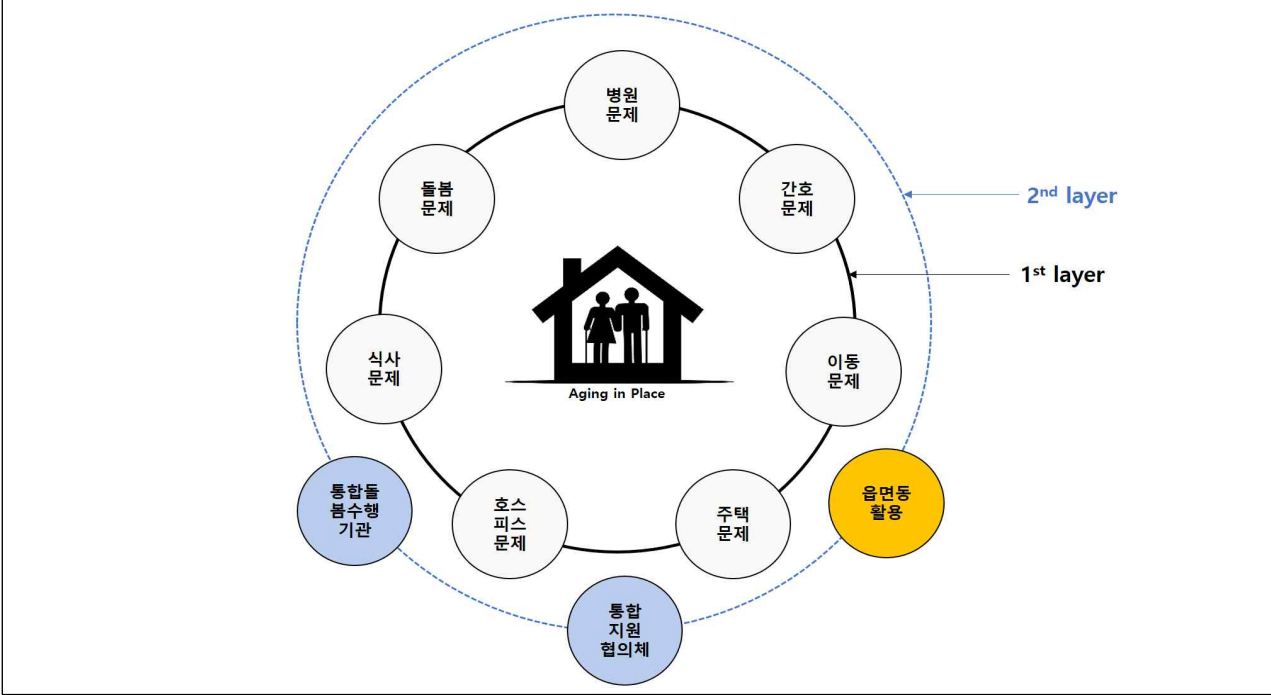 병원
문제
돌봄
문제
간호
문제
2nd layer
1st layer
식사
문제
이동
문제
Aging in Place
통합돌
봄수행
기관
호스
피스
문제
주택
문제
읍면동
활용
통합
지원
협의체